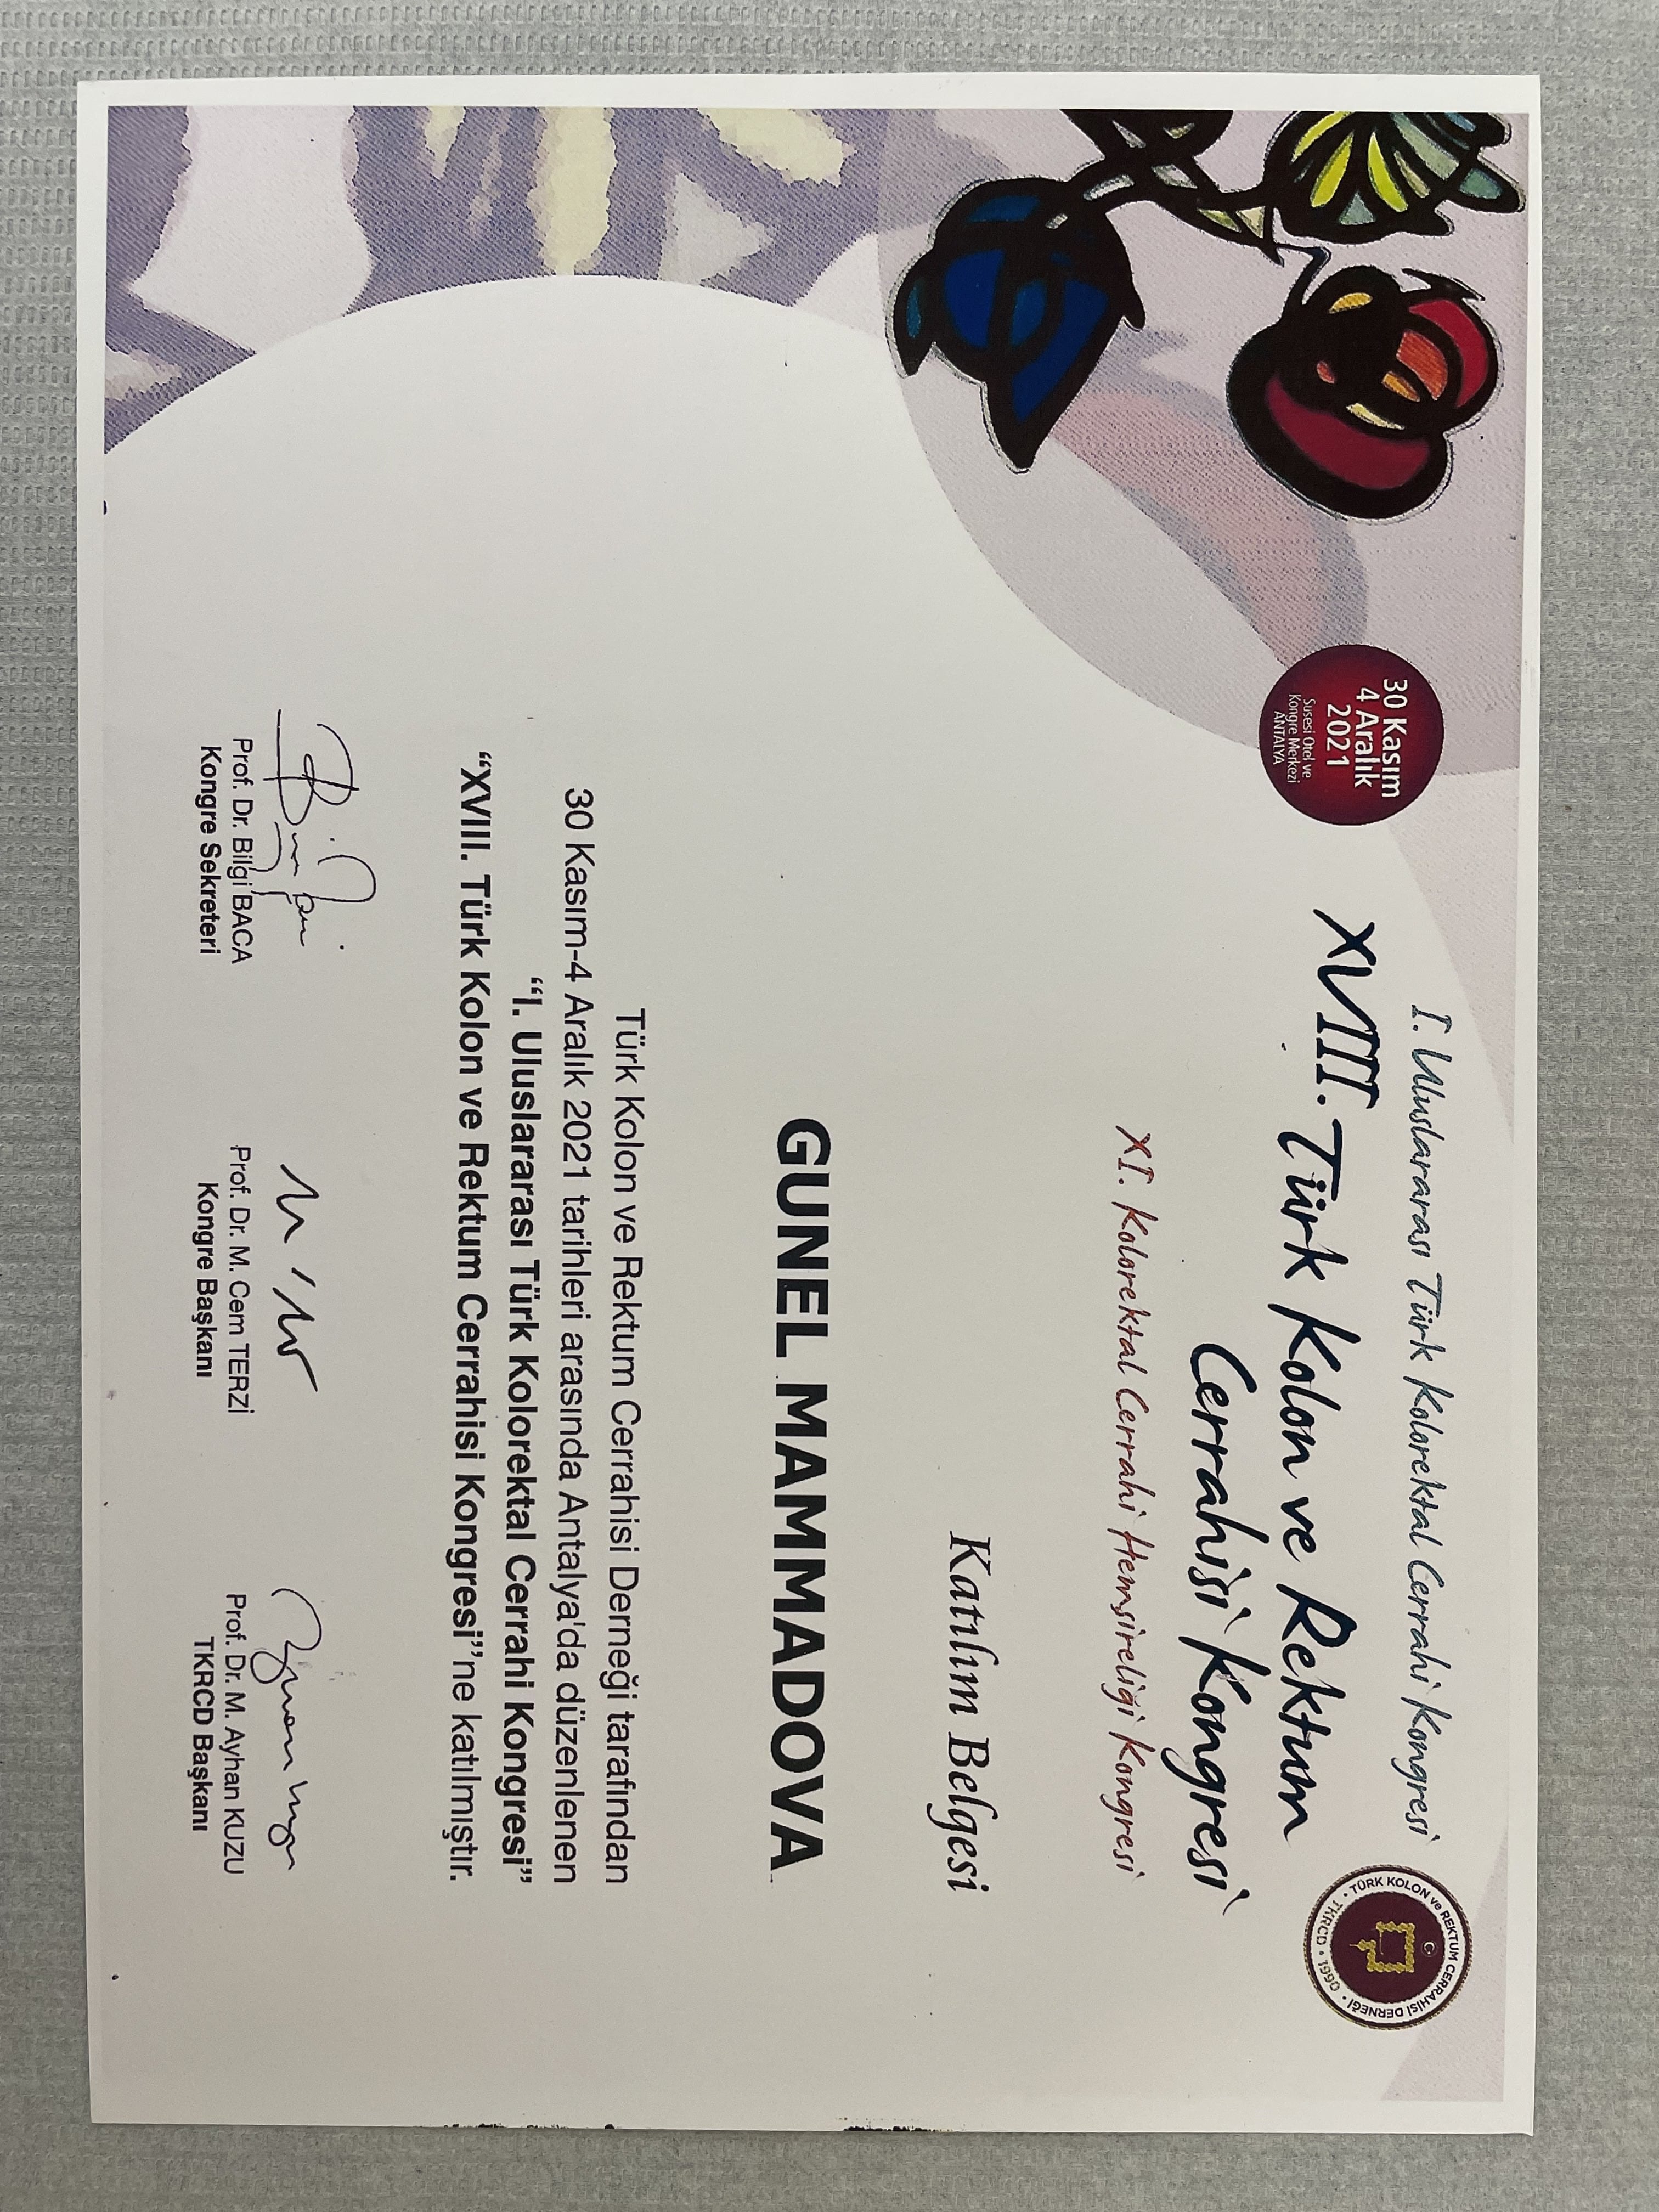 30 Kasım
4 Aralık
2021
Susesi Otel ve
Kongre Merkezi
ANTALYA
I. Uluslararası Türk Kolorektal Cerrahi Kongresi
XVIII. Türk Kolon ve Rektum
Cerrahisi Kongresi
XI. Kolorektal Cerrahi Hemşireliği Kongresi
TÜRK KOLON ve REKTUM CERRAHİSİ DERNEĞİ
TKRCD • 1990
Katılım Belgesi
GUNEL MAMMADOVA
Türk Kolon ve Rektum Cerrahisi Derneği tarafından
30 Kasım-4 Aralık 2021 tarihleri arasında Antalya'da düzenlenen
“I. Uluslararası Türk Kolorektal Cerrahi Kongresi”
“XVIII. Türk Kolon ve Rektum Cerrahisi Kongresi’’ne katılmıştır.
Prof. Dr. Bilgi BACA
Kongre Sekreteri
Prof. Dr. M. Cem TERZİ
Kongre Başkanı
Prof. Dr. M. Ayhan KUZU
TKRCD Başkanı